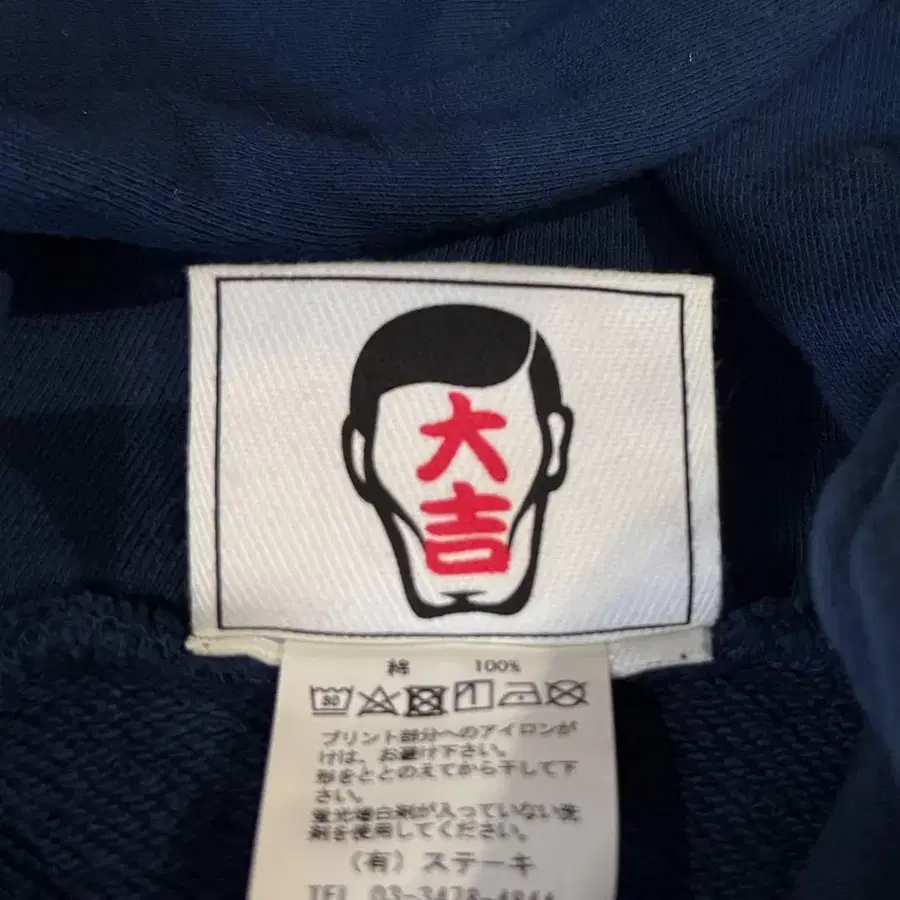 大
吉
綿 100%
プリント部分へのアイロンが
けは、お避け下さい。
形をととのえてから干して下
さい。
蛍光増白剤が入っていない洗
剤を使用してください。
(有) ステーキ
TEL 03-3478-